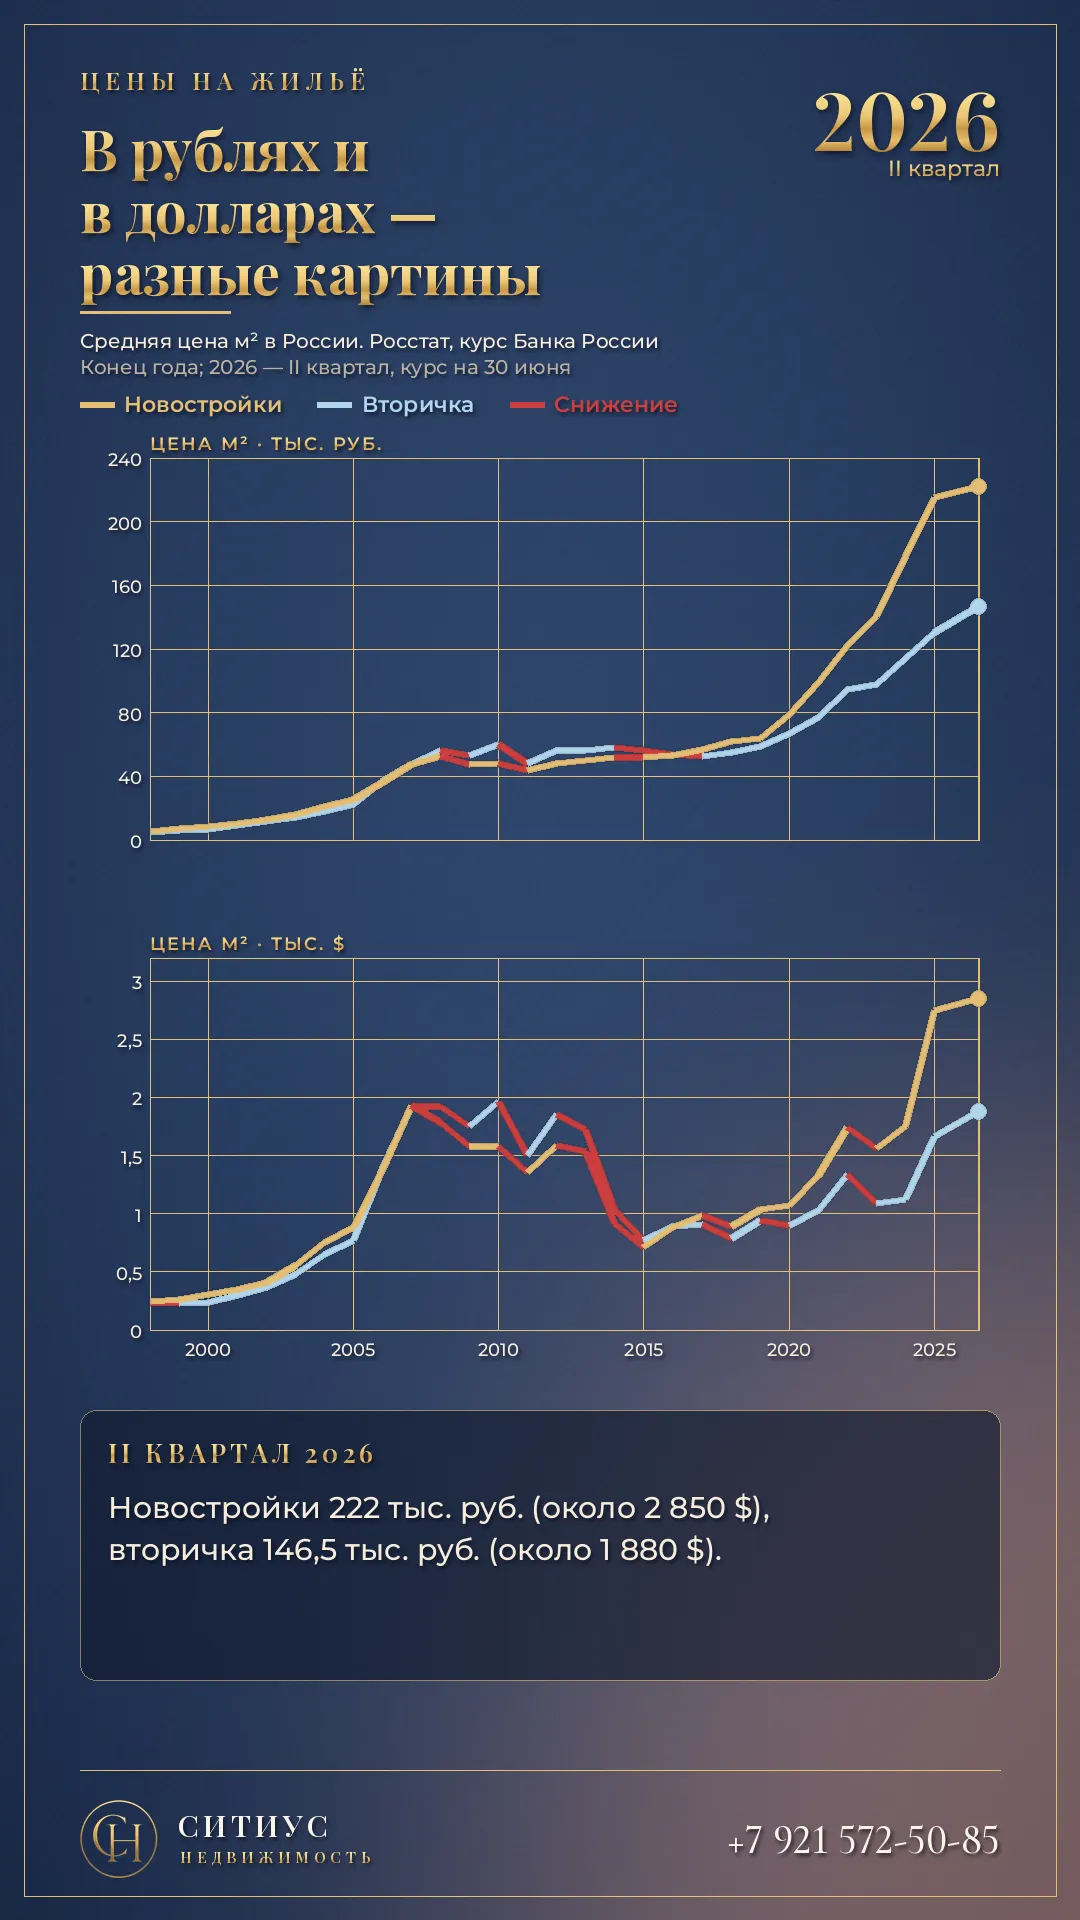 ЦЕНЫ НА ЖИЛЬЁ
В рублях и
в долларах —
разные картины
2026
II квартал
Средняя цена м² в России. Росстат, курс Банка России
Конец года; 2026 — II квартал, курс на 30 июня
Новостройки Вторичка Снижение
ЦЕНА М² · ТЫС. РУБ.
240
200
160
120
80
40
0
ЦЕНА М² · ТЫС. $
3
2,5
2
1,5
1
0,5
0
2000 2005 2010 2015 2020 2025
II КВАРТАЛ 2026
Новостройки 222 тыс. руб. (около 2 850 $),
вторичка 146,5 тыс. руб. (около 1 880 $).
СН
СИТИУС
НЕДВИЖИМОСТЬ
+7 921 572-50-85